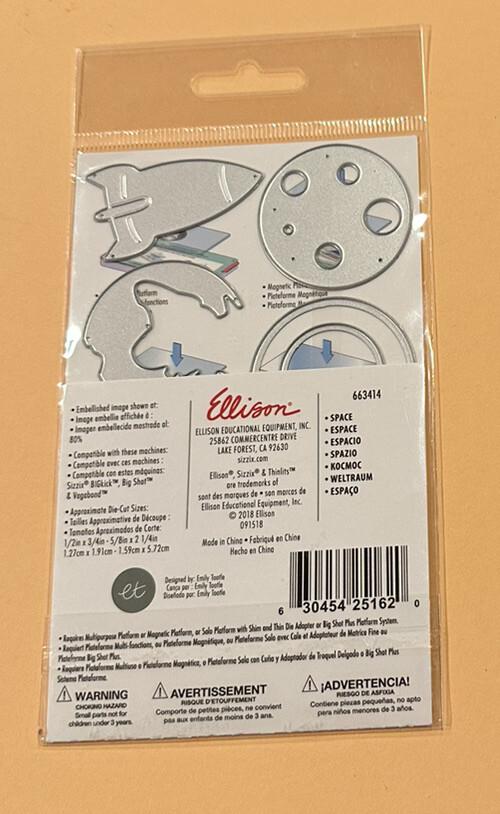 latform
-fonctions
• Magnetic Pl
• Plateforme Magnétique
• Plataforma Ma
• Embellished image shown at:
• Image embellie affichée à :
• Imagen embellecida mostrada al:
80%
• Compatible with these machines:
• Compatible avec ces machines :
• Compatible con estas máquinas:
Sizzix® BIGkick™, Big Shot™
& Vagabond™
• Approximate Die-Cut Sizes:
• Tailles Approximative de Découpe :
• Tamaños Aproximados de Corte:
1/2in x 3/4in - 5/8in x 2 1/4in
1.27cm x 1.91cm - 1.59cm x 5.72cm
Ellison®
ELLISON EDUCATIONAL EQUIPMENT, INC.
25862 COMMERCENTRE DRIVE
LAKE FOREST, CA 92630
sizzix.com
Ellison®, Sizzix® & Thinlits™
are trademarks of
sont des marques de • son marcas de
Ellison Educational Equipment, Inc.
© 2018 Ellison
091518
Made in China • Fabriqué en Chine
Hecho en China
663414
• SPACE
• ESPACE
• ESPACIO
• SPAZIO
• КОСМОС
• WELTRAUM
• ESPAÇO
et
Designed by: Emily Tootle
Conçu par : Emily Tootle
Diseñado por: Emily Tootle
6 30454 25162 0
• Requires Multipurpose Platform or Magnetic Platform, or Solo Platform with Shim and Thin Die Adapter or Big Shot Plus Platform System.
• Requiert Plateforme Multi-fonctions, ou Plateforme Magnétique, ou Plateforme Solo avec Cale et Adaptateur de Matrice Fine ou
Plateforme Big Shot Plus.
• Requiere Plataforma Multiuso o Plataforma Magnética, o Plataforma Solo con Cuña y Adaptador de Troquel Delgado o Big Shot Plus
Sistema Plataforma.
WARNING
CHOKING HAZARD
Small parts not for
children under 3 years.
AVERTISSEMENT
RISQUE D'ETOUFFEMENT
Comporte de petites pièces, ne convient
pas aux enfants de moins de 3 ans.
¡ADVERTENCIA!
RIESGO DE ASFIXIA
Contiene piezas pequeñas, no apto
para niños menores de 3 años.